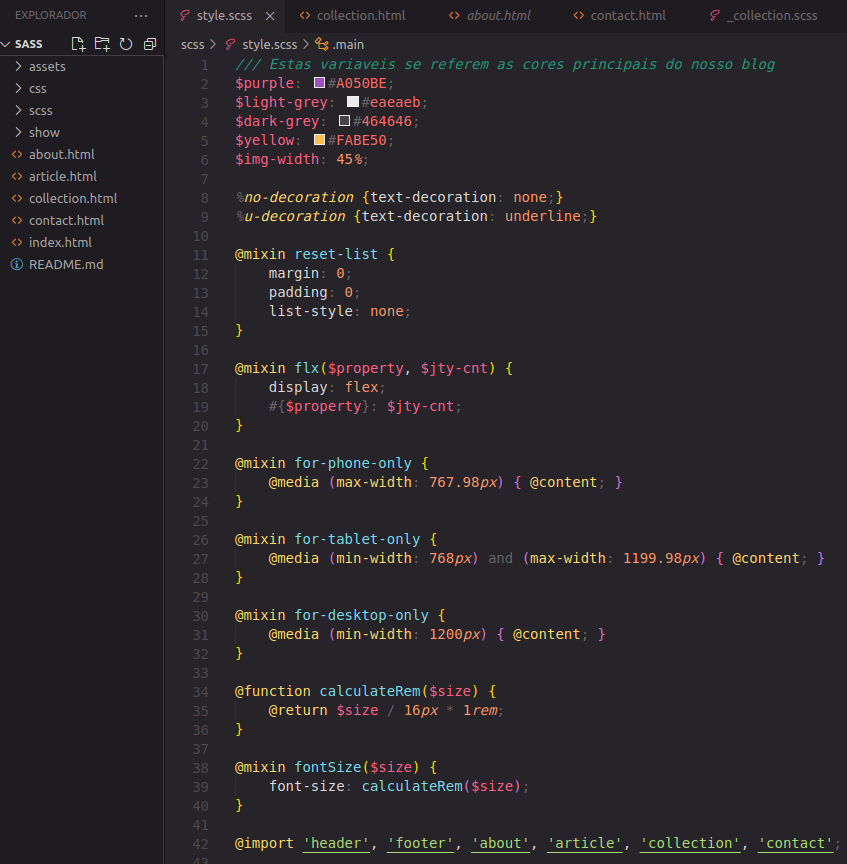 EXPLORADOR ···
style.scss ×
collection.html
about.html
contact.html
_collection.scss
SASS
assets
css
scss
show
about.html
article.html
collection.html
contact.html
index.html
README.md
scss > style.scss > .main
1 /// Estas variaveis se referem as cores principais do nosso blog
2 $purple: #A050BE;
3 $light-grey: #eaeaeb;
4 $dark-grey: #464646;
5 $yellow: #FABE50;
6 $img-width: 45%;
7
8 %no-decoration {text-decoration: none;}
9 %u-decoration {text-decoration: underline;}
10
11 @mixin reset-list {
12 margin: 0;
13 padding: 0;
14 list-style: none;
15 }
16
17 @mixin flx($property, $jty-cnt) {
18 display: flex;
19 #{$property}: $jty-cnt;
20 }
21
22 @mixin for-phone-only {
23 @media (max-width: 767.98px) { @content; }
24 }
25
26 @mixin for-tablet-only {
27 @media (min-width: 768px) and (max-width: 1199.98px) { @content; }
28 }
29
30 @mixin for-desktop-only {
31 @media (min-width: 1200px) { @content; }
32 }
33
34 @function calculateRem($size) {
35 @return $size / 16px * 1rem;
36 }
37
38 @mixin fontSize($size) {
39 font-size: calculateRem($size);
40 }
41
42 @import 'header', 'footer', 'about', 'article', 'collection', 'contact';
43